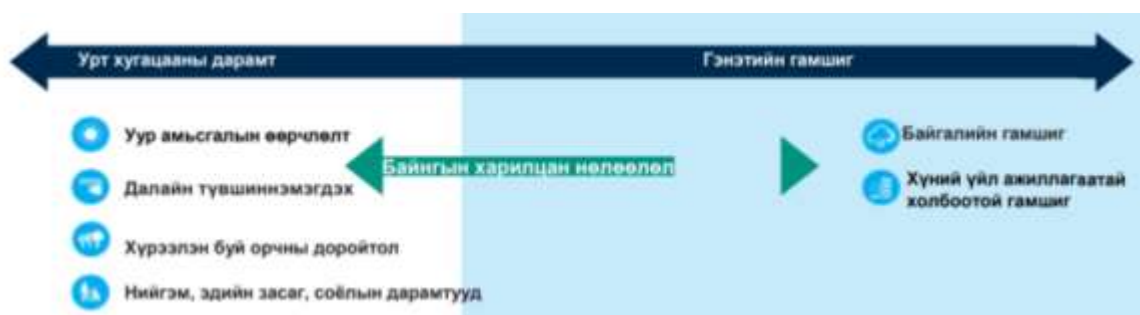 Урт хугацааны дарамт
Гэнэтийн гамшиг
Уур амьсгалын өөрчлөлт
Далайн түвшиннэмэгдэх
Хүрээлэн буй орчны доройтол
Нийгэм, эдийн засаг, соёлын дарамтууд
Байнгын харилцан нөлөөлөл
Байгалийн гамшиг
Хүний үйл ажиллагаатай
холбоотой гамшиг